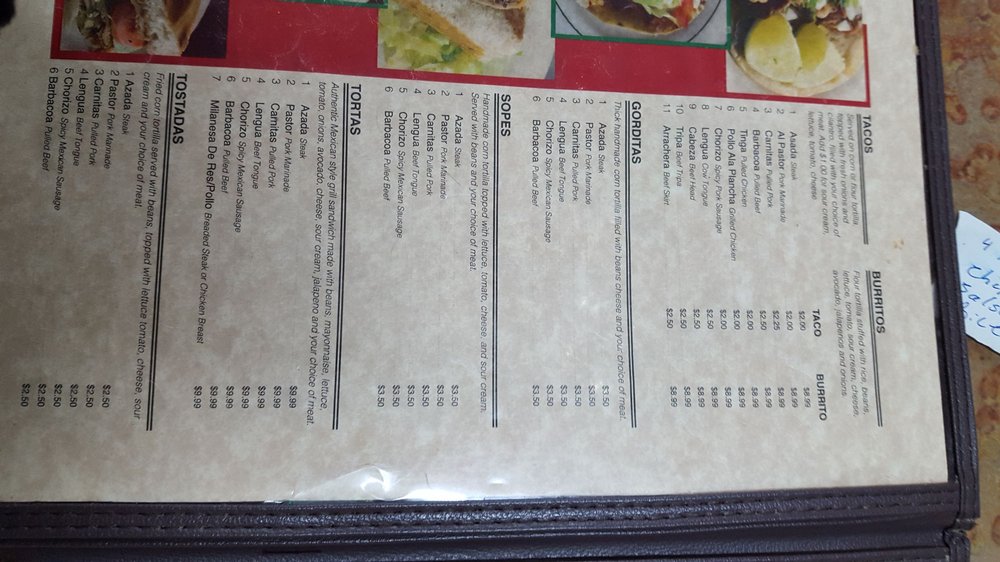 TACOS
Served on corn or flour tortilla
topped with fresh onions and
cilantro, filled with your choice of
meat. Add $1.00 for sour cream,
lettuce, tomato, cheese
BURRITOS
Flour tortilla stuffed with rice, beans,
lettuce, tomato, sour cream, cheese,
avocado, jalapenos and onions.
TACO BURRITO
1 Asada Steak $2.00 $8.99
2 Al Pastor Pork Marinade $2.00 $8.99
3 Carnitas Pulled Pork $2.25 $8.99
4 Barbacoa Pulled Beef $2.50 $8.99
5 Tinga Pulled Chicken $2.00 $8.99
6 Pollo Ala Plancha Grilled Chicken $2.00 $8.99
7 Chorizo Spicy Pork Sausage $2.00 $8.99
8 Lengua Cow Tongue $2.50 $8.99
9 Cabeza Beef Head $2.50 $8.99
10 Tripa Beef Tripa $2.50 $8.99
11 Arrachera Beef Skirt $2.50 $8.99
GORDITAS
Thick handmade corn tortilla filled with beans cheese and your choice of meat.
1 Azada Steak $3.50
2 Pastor Pork Marinade $3.50
3 Carnitas Pulled Pork $3.50
4 Lengua Beef Tongue $3.50
5 Chorizo Spicy Mexican Sausage $3.50
6 Barbacoa Pulled Beef $3.50
SOPES
Handmade corn tortilla topped with lettuce, tomato, cheese, and sour cream.
Served with beans and your choice of meat.
1 Azada Steak $3.50
2 Pastor Pork Marinade $3.50
3 Carnitas Pulled Pork $3.50
4 Lengua Beef Tongue $3.50
5 Chorrizo Spicy Mexican Sausage $3.50
6 Barbacoa Pulled Beef $3.50
TORTAS
Authentic Mexican style grill sandwich made with beans, mayonnaise, lettuce,
tomato, onions, avocado, cheese, sour cream, jalapeno and your choice of meat.
1 Azada Steak
2 Pastor Pork Marinade $9.99
3 Carnitas Pulled Pork $9.99
4 Lengua Beef Tongue $9.99
5 Chorizo Spicy Mexican Sausage $9.99
6 Barbacoa Pulled Beef $9.99
7 Milanesa De Res/Pollo Breaded Steak or Chicken Breast $9.99
TOSTADAS
Fried corn tortilla served with beans, topped with lettuce tomato, cheese, sour
cream and your choice of meat.
1 Azada Steak $2.50
2 Pastor Pork Marinade $2.50
3 Carnitas Pulled Pork $2.50
4 Lengua Beef Tongue $2.50
5 Chorizo Spicy Mexican Sausage $2.50
6 Barbacoa Pulled Beef $2.50